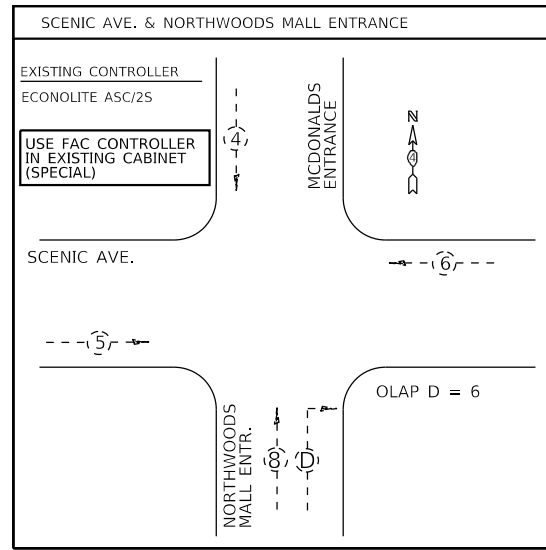 SCENIC AVE. & NORTHWOODS MALL ENTRANCE
EXISTING CONTROLLER
ECONOLITE ASC/2S
USE FAC CONTROLLER
IN EXISTING CABINET
(SPECIAL)
4
MCDONALDS
ENTRANCE
N
4
SCENIC AVE.
6
5
OLAP D = 6
NORTHWOODS
MALL ENTR.
8
D